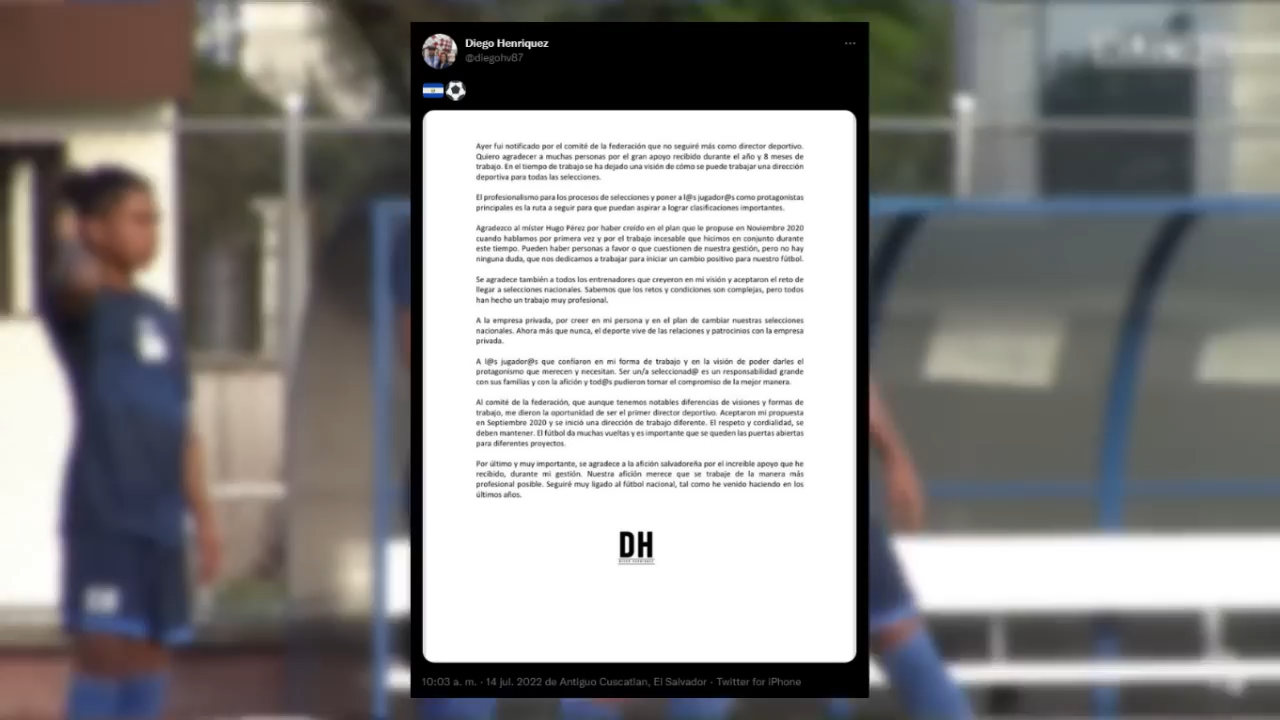 Diego Henriquez
@diegohv87
Ayer fui notificado por el comité de la federación que no seguiré más como director deportivo.
Quiero agradecer a muchas personas por el gran apoyo recibido durante el año y 8 meses de
trabajo. En el tiempo de trabajo se ha dejado una visión de cómo se puede trabajar una dirección
deportiva para todas las selecciones.
El profesionalismo para los procesos de selecciones y poner a l@s jugador@s como protagonistas
principales es la ruta a seguir para que puedan aspirar a lograr clasificaciones importantes.
Agradezco al míster Hugo Pérez por haber creído en el plan que le propuse en Noviembre 2020
cuando hablamos por primera vez y por el trabajo incesable que hicimos en conjunto durante
este tiempo. Pueden haber personas a favor o que cuestionen de nuestra gestión, pero no hay
ninguna duda, que nos dedicamos a trabajar para iniciar un cambio positivo para nuestro fútbol.
Se agradece también a todos los entrenadores que creyeron en mi visión y aceptaron el reto de
llegar a selecciones nacionales. Sabemos que los retos y condiciones son complejas, pero todos
han hecho un trabajo muy profesional.
A la empresa privada, por creer en mi persona y en el plan de cambiar nuestras selecciones
nacionales. Ahora más que nunca, el deporte vive de las relaciones y patrocinios con la empresa
privada.
A l@s jugador@s que confiaron en mi forma de trabajo y en la visión de poder darles el
protagonismo que merecen y necesitan. Ser un/a seleccionad@ es un responsabilidad grande
con sus familias y con la afición y tod@s pudieron tomar el compromiso de la mejor manera.
Al comité de la federación, que aunque tenemos notables diferencias de visiones y formas de
trabajo, me dieron la oportunidad de ser el primer director deportivo. Aceptaron mi propuesta
en Septiembre 2020 y se inició una dirección de trabajo diferente. El respeto y cordialidad, se
deben mantener. El fútbol da muchas vueltas y es importante que se queden las puertas abiertas
para diferentes proyectos.
Por último y muy importante, se agradece a la afición salvadoreña por el increíble apoyo que he
recibido, durante mi gestión. Nuestra afición merece que se trabaje de la manera más
profesional posible. Seguiré muy ligado al fútbol nacional, tal como he venido haciendo en los
últimos años.
DH
10:03 a. m. · 14 jul. 2022 de Antiguo Cuscatlan, El Salvador · Twitter for iPhone